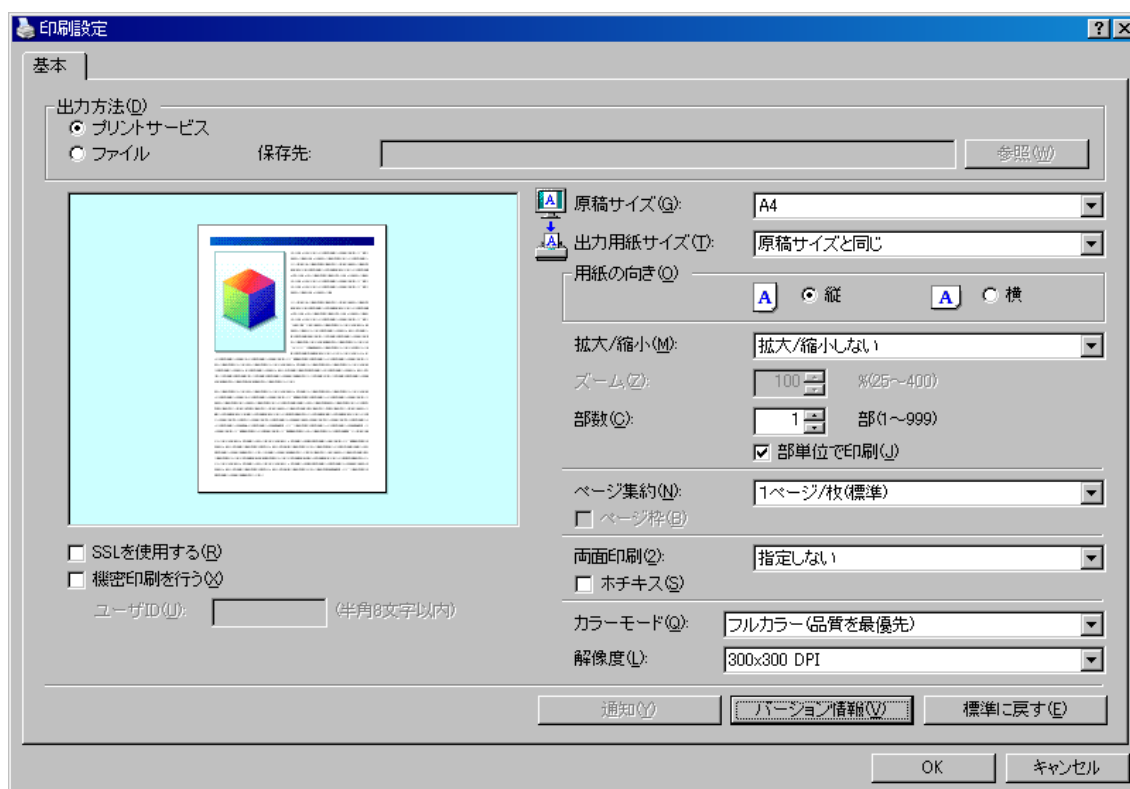 印刷設定
基本
出力方法(D)
プリントサービス
ファイル 保存先: 参照(W)
原稿サイズ(G): A4
出力用紙サイズ(T): 原稿サイズと同じ
用紙の向き(O)
A 縦 A 横
拡大/縮小(M): 拡大/縮小しない
ズーム(Z): 100 %(25～400)
部数(C): 1 部(1～999)
部単位で印刷(J)
ページ集約(N): 1ページ/枚(標準)
ページ枠(B)
SSLを使用する(R)
機密印刷を行う(X)
ユーザID(U): (半角8文字以内)
両面印刷(2): 指定しない
ホチキス(S)
カラーモード(Q): フルカラー(品質を最優先)
解像度(L): 300x300 DPI
通知(Y) バージョン情報(V) 標準に戻す(E)
OK キャンセル